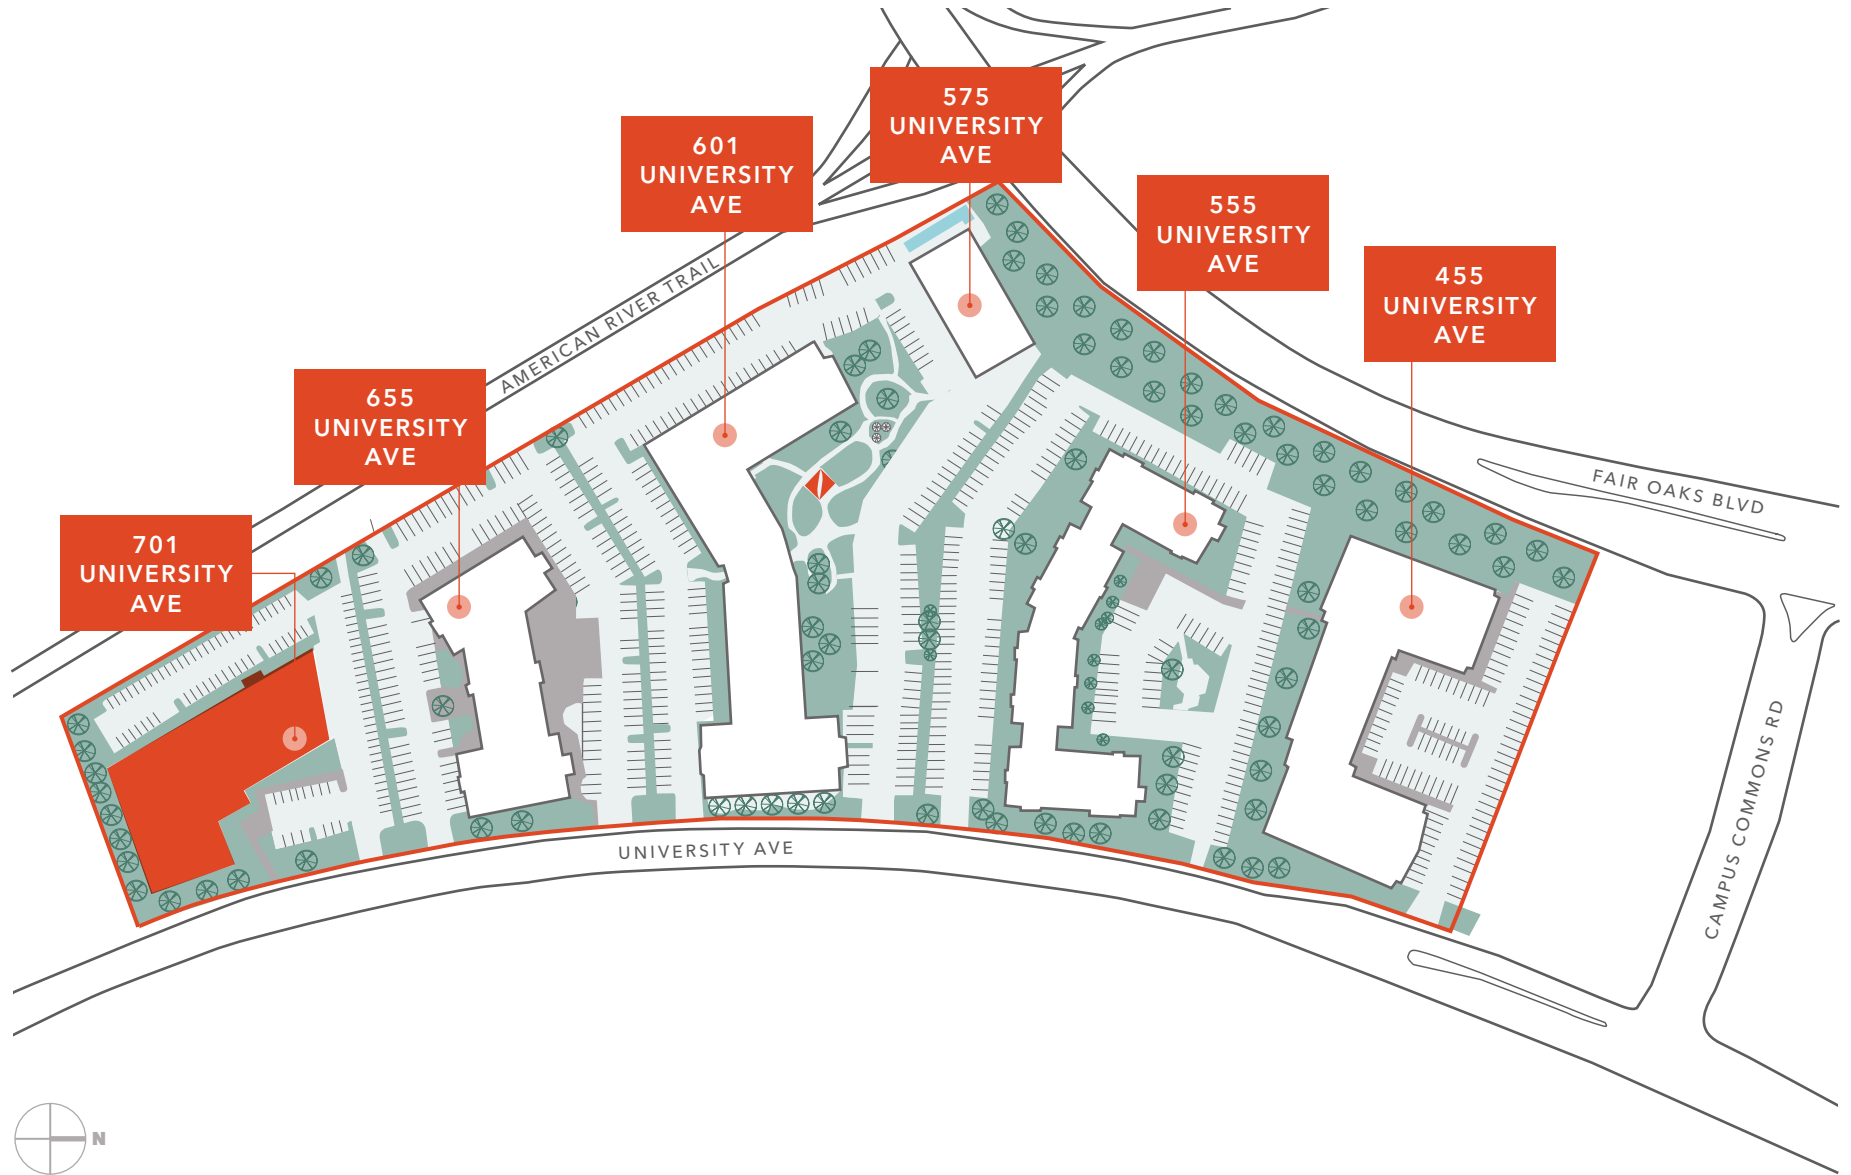 575
UNIVERSITY
AVE
601
UNIVERSITY
AVE
555
UNIVERSITY
AVE
455
UNIVERSITY
AVE
AMERICAN RIVER TRAIL
655
UNIVERSITY
AVE
FAIR OAKS BLVD
701
UNIVERSITY
AVE
CAMPUS COMMONS RD
UNIVERSITY AVE
N